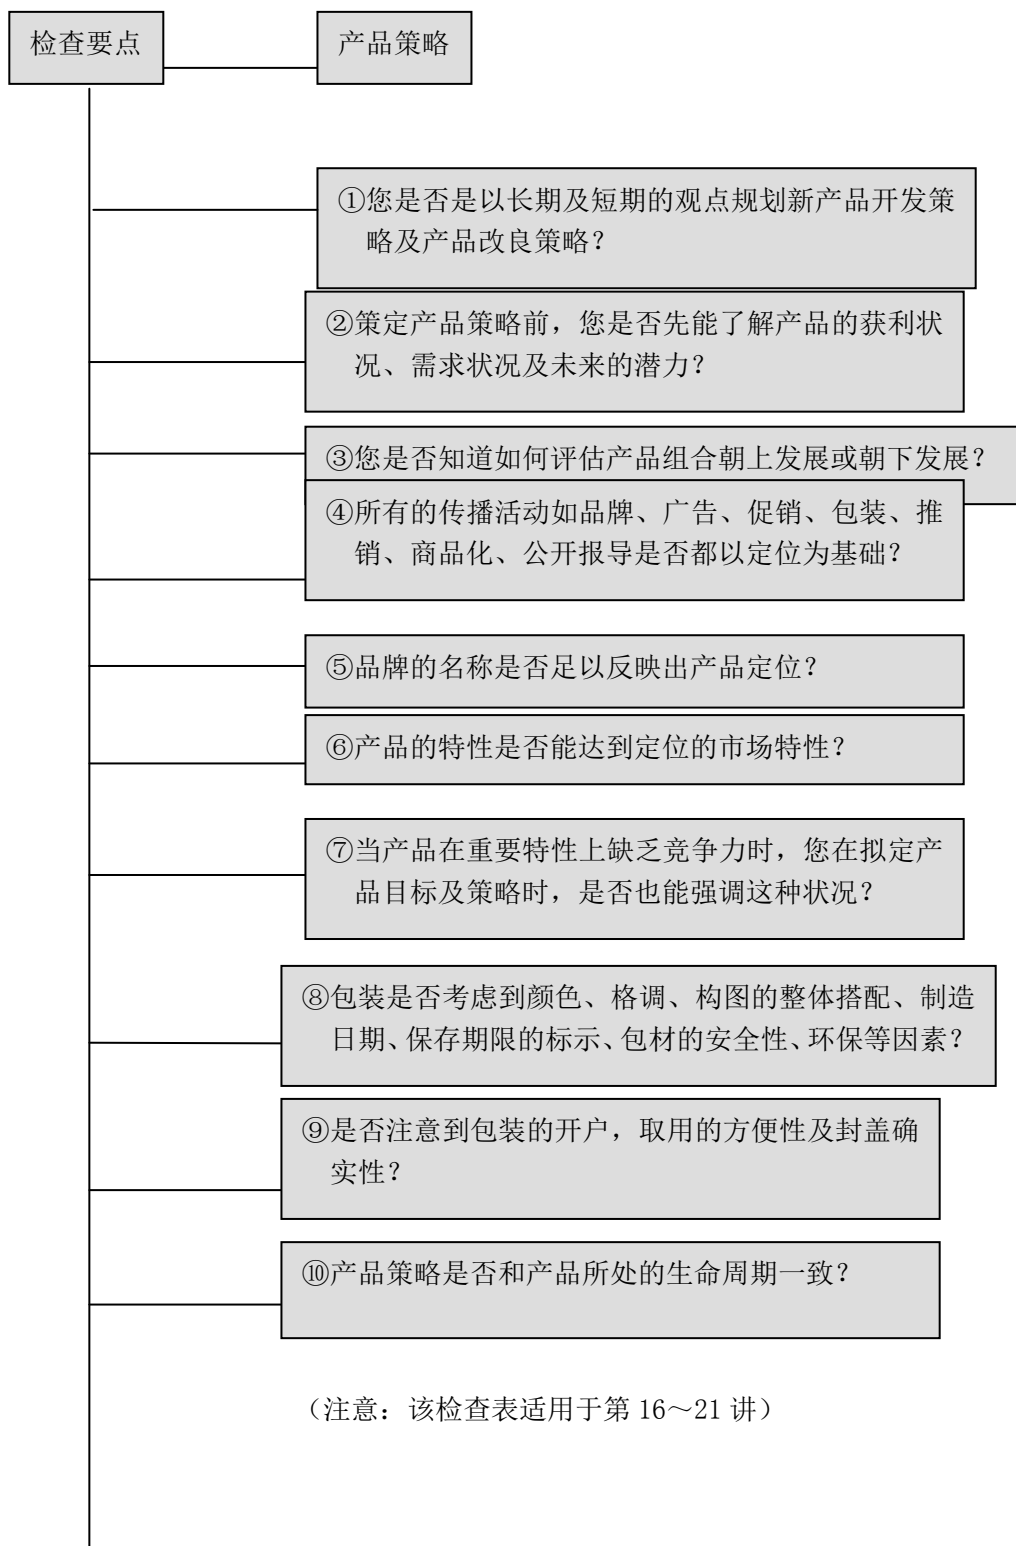 检查要点
产品策略
①您是否是以长期及短期的观点规划新产品开发策
略及产品改良策略？
②策定产品策略前，您是否先能了解产品的获利状
况、需求状况及未来的潜力？
③您是否知道如何评估产品组合朝上发展或朝下发展？
④所有的传播活动如品牌、广告、促销、包装、推
销、商品化、公开报导是否都以定位为基础？
⑤品牌的名称是否足以反映出产品定位？
⑥产品的特性是否能达到定位的市场特性？
⑦当产品在重要特性上缺乏竞争力时，您在拟定产
品目标及策略时，是否也能强调这种状况？
⑧包装是否考虑到颜色、格调、构图的整体搭配、制造
日期、保存期限的标示、包材的安全性、环保等因素？
⑨是否注意到包装的开户，取用的方便性及封盖确
实性？
⑩产品策略是否和产品所处的生命周期一致？
（注意：该检查表适用于第 16～21 讲）